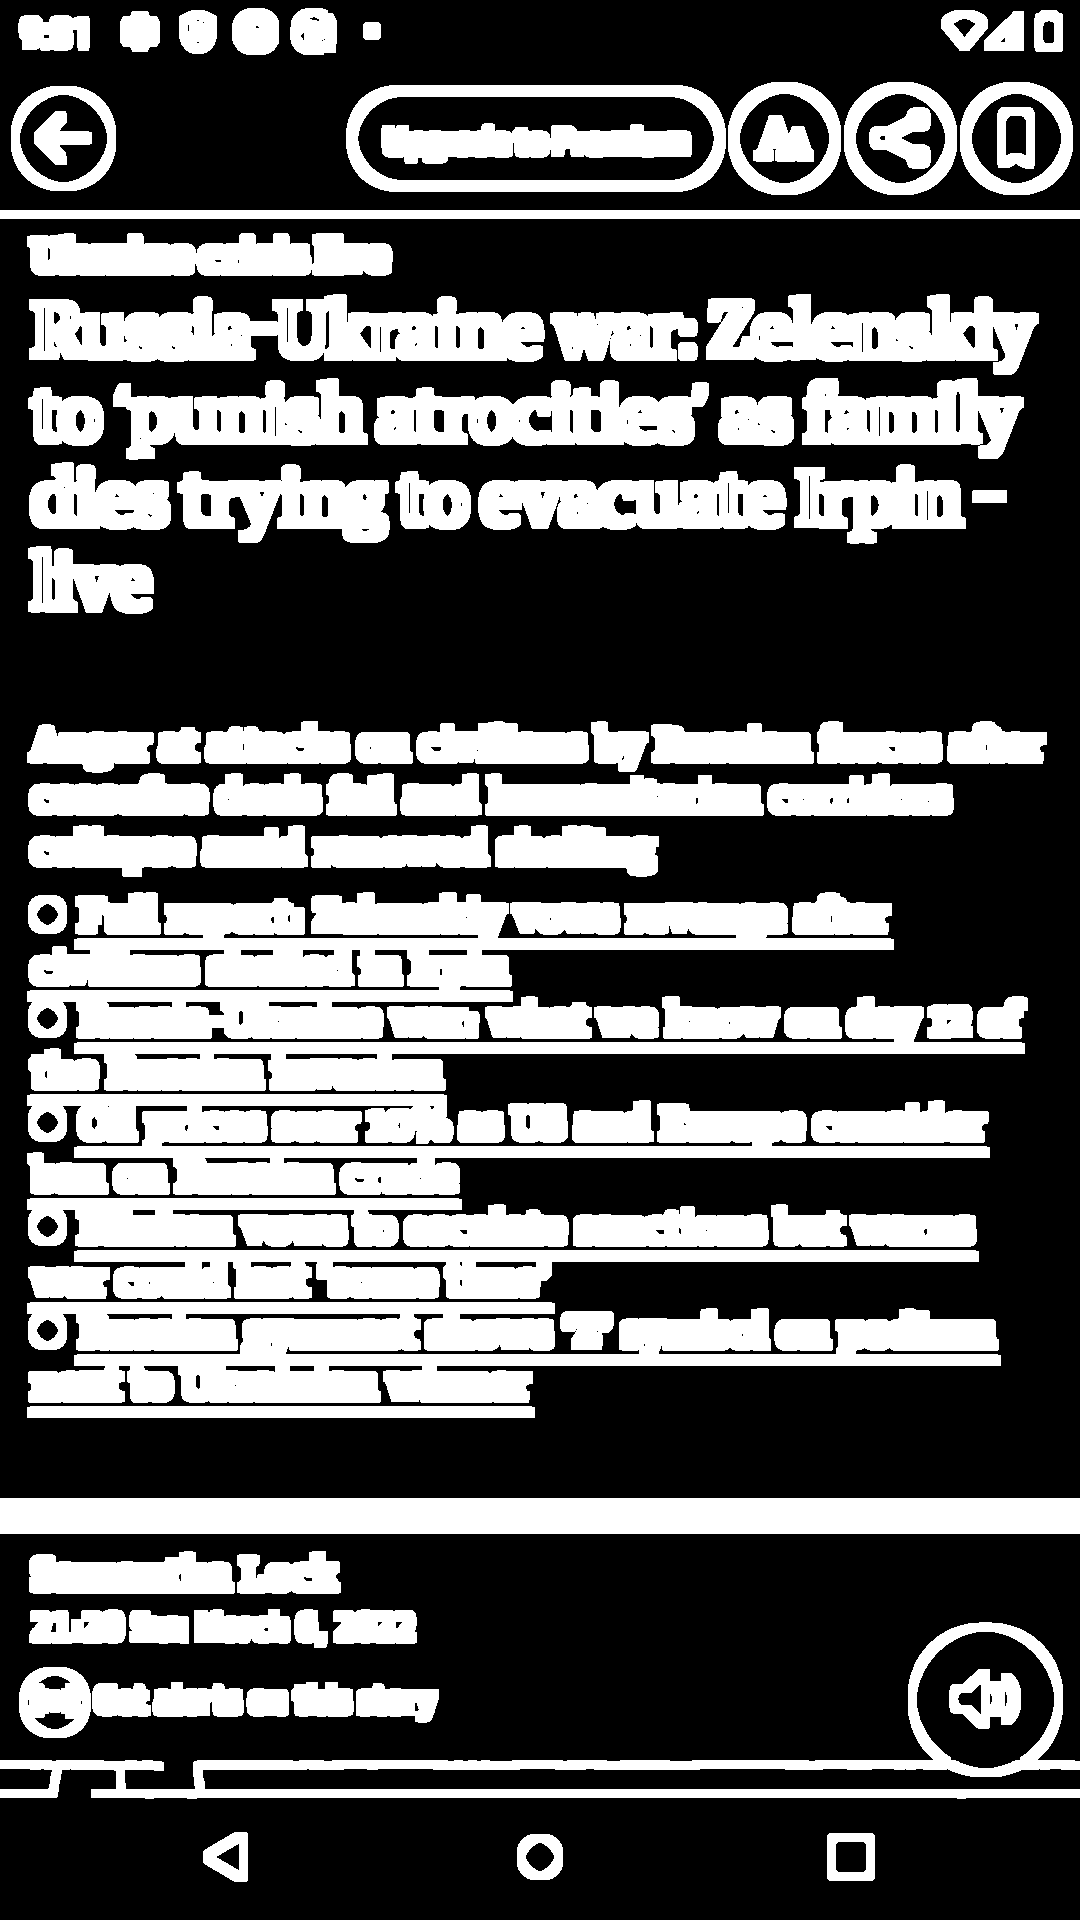 9:31
Upgrade to Premium
Ukraine crisis live
Russia-Ukraine war: Zelenskiy
to ‘punish atrocities’ as family
dies trying to evacuate Irpin –
live
Anger at attacks on civilians by Russian forces after
ceasefire deals fail and humanitarian corridors
collapse amid renewed shelling
Full report: Zelenskiy vows revenge after
civilians shelled in Irpin
Russia-Ukraine war: what we know on day 12 of
the Russian invasion
Oil prices soar 10% as US and Europe consider
ban on Russian crude
vows to escalate sanctions but warns
war could last ‘some time’
Russian gymnast shows ‘Z’ symbol on podium
next to Ukrainian winner
Samantha Lock
21:20 Sun March 6, 2022
Get alerts on this story